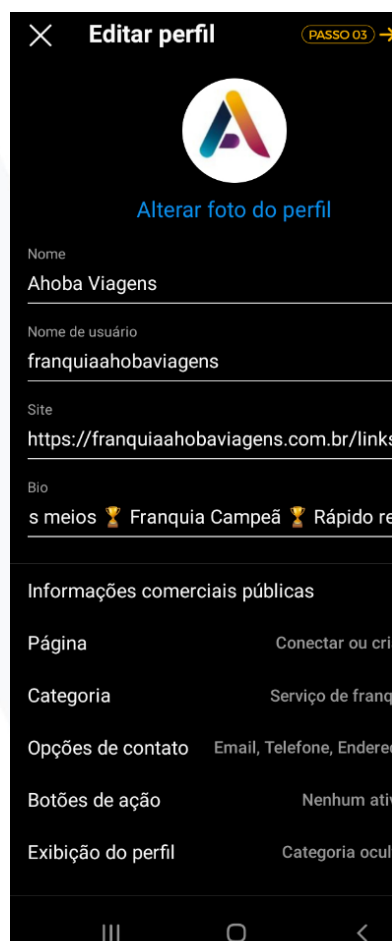 Editar perfil
PASSO 03
Alterar foto do perfil
Nome
Ahoba Viagens
Nome de usuário
franquiaahobaviagens
Site
https://franquiaahobaviagens.com.br/links
Bio
s meios 🏆 Franquia Campeã 🏆 Rápido re
Informações comerciais públicas
Página Conectar ou cri
Categoria Serviço de franq
Opções de contato Email, Telefone, Endere
Botões de ação Nenhum ati
Exibição do perfil Categoria ocul